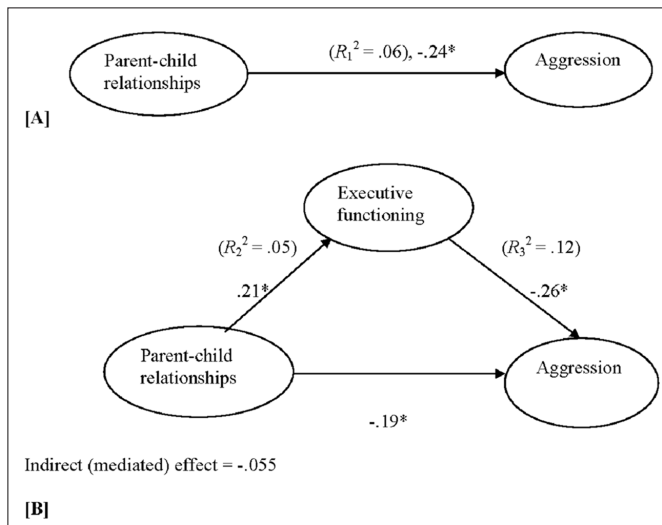 Parent-child
relationships
(R₁² = .06), -.24*
Aggression
[A]
Executive
functioning
(R₂² = .05)
(R₃² = .12)
.21*
-.26*
Parent-child
relationships
Aggression
-.19*
Indirect (mediated) effect = -.055
[B]